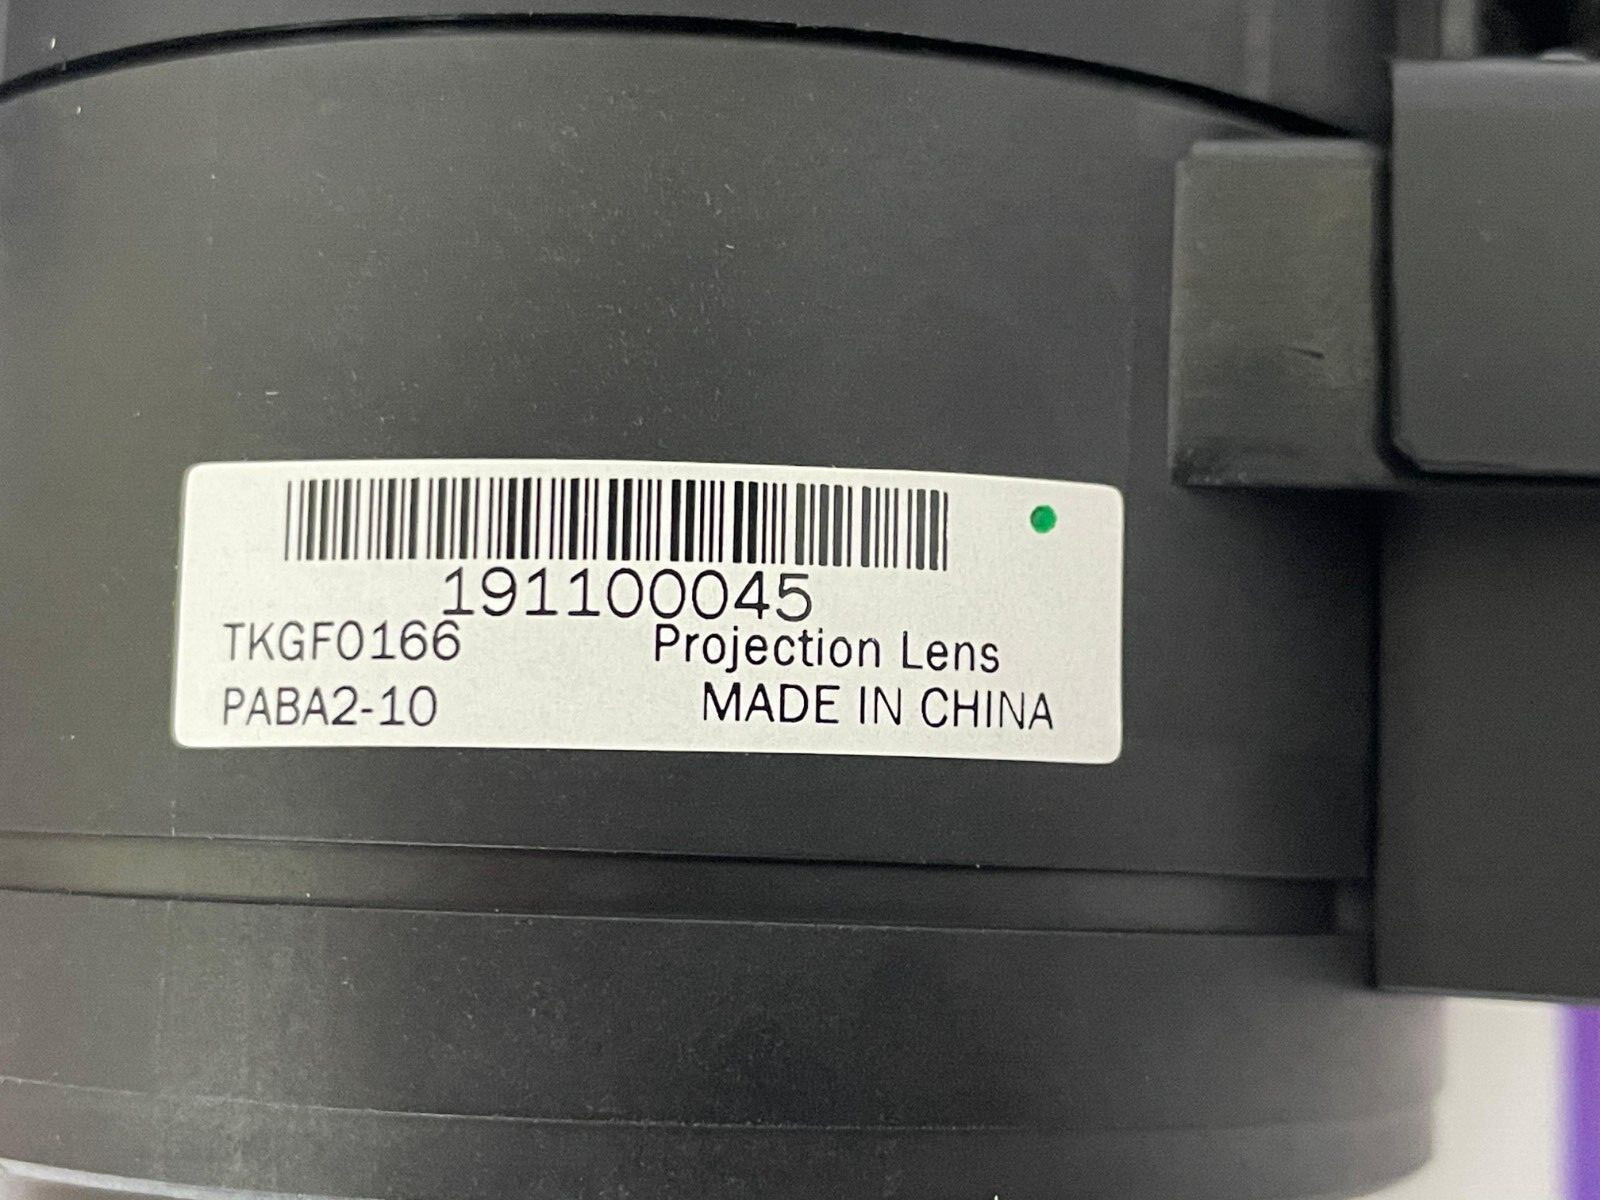 191100045
TKGF0166 Projection Lens
PABA2-10 MADE IN CHINA